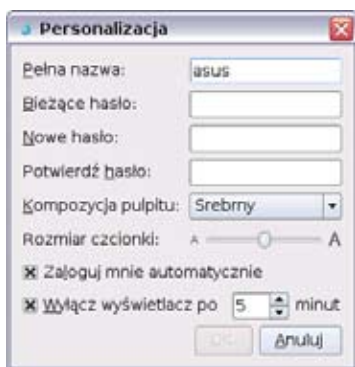 Personalizacja
Pełna nazwa: asus
Bieżące hasło:
Nowe hasło:
Potwierdź hasło:
Kompozycja pulpitu: Srebrny
Rozmiar czcionki: A A
Zaloguj mnie automatycznie
Wyłącz wyświetlacz po 5 minut
OK Anuluj